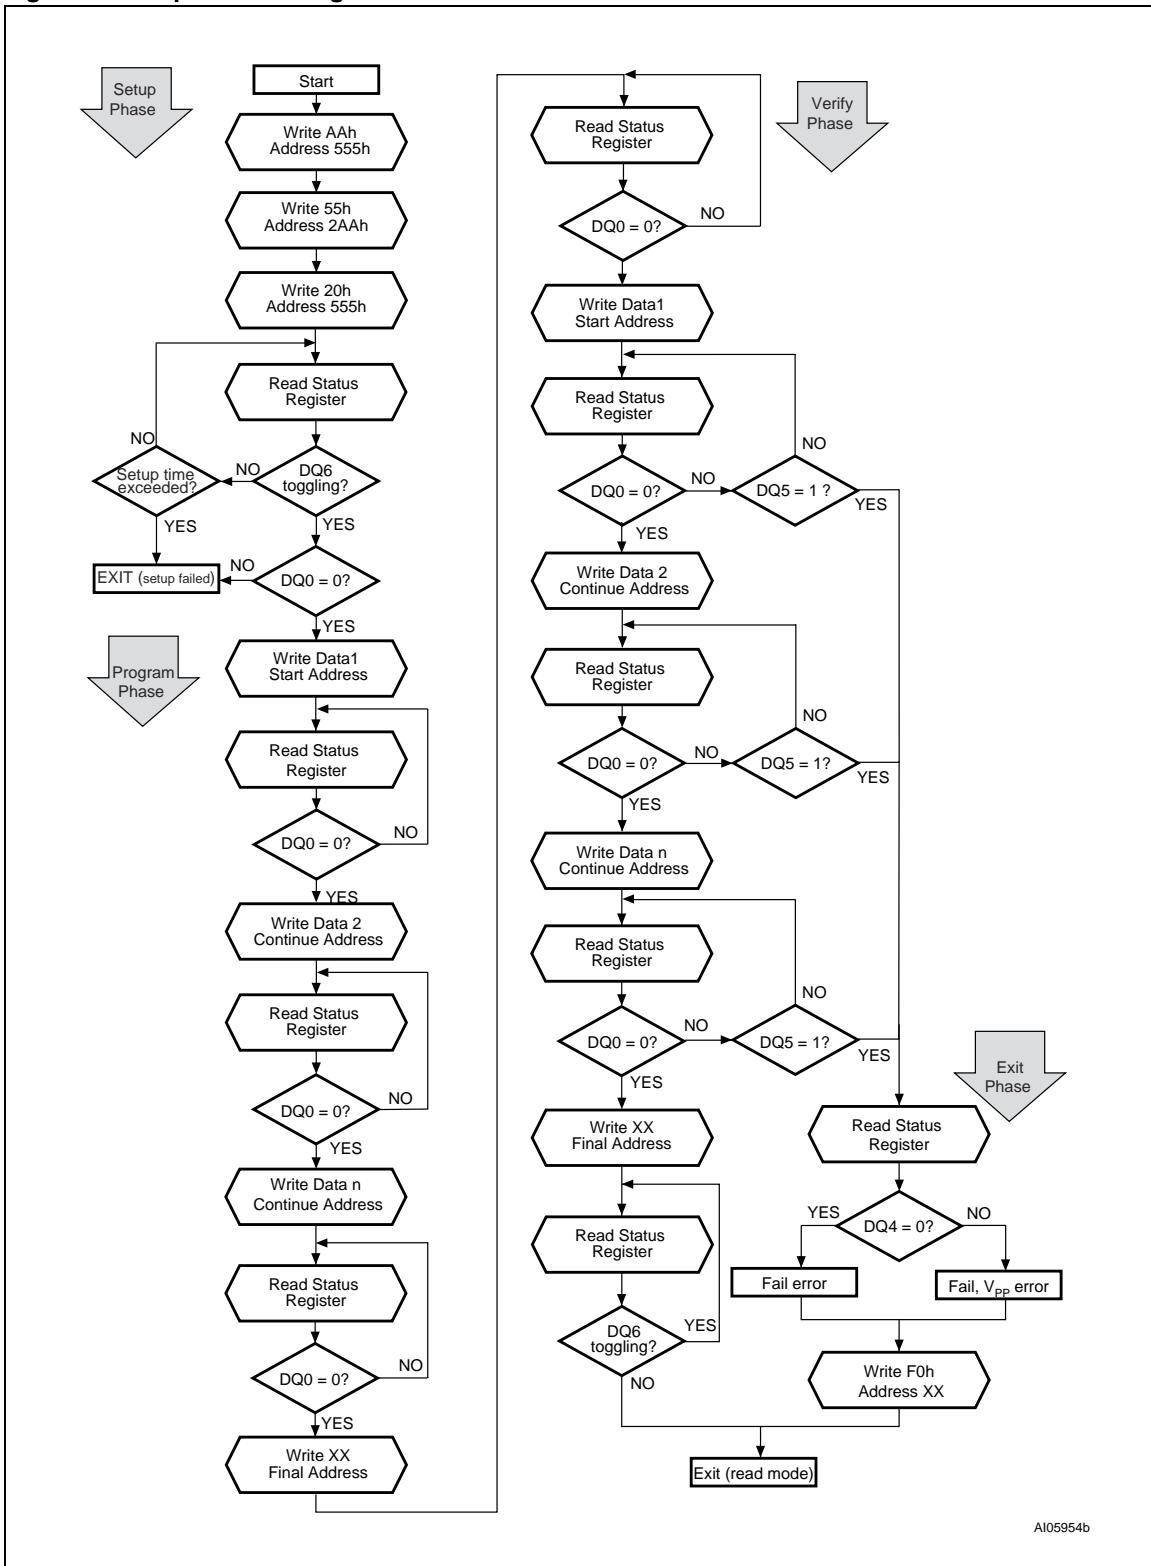 Setup
Phase
Start
Write AAh
Address 555h
Write 55h
Address 2AAh
Write 20h
Address 555h
Read Status
Register
NO
Setup time
exceeded?
NO
DQ6
toggling?
YES
YES
EXIT (setup failed)
NO
DQ0 = 0?
YES
Program
Phase
Write Data1
Start Address
Read Status
Register
DQ0 = 0?
NO
YES
Write Data 2
Continue Address
Read Status
Register
DQ0 = 0?
NO
YES
Write Data n
Continue Address
Read Status
Register
DQ0 = 0?
NO
YES
Write XX
Final Address
Verify
Phase
Read Status
Register
DQ0 = 0?
NO
Write Data1
Start Address
Read Status
Register
NO
DQ0 = 0?
NO
DQ5 = 1 ?
YES
YES
Write Data 2
Continue Address
Read Status
Register
NO
DQ0 = 0?
NO
DQ5 = 1?
YES
YES
Write Data n
Continue Address
Read Status
Register
NO
DQ0 = 0?
NO
DQ5 = 1?
YES
YES
Write XX
Final Address
Read Status
Register
DQ6
toggling?
YES
NO
Exit
Phase
Read Status
Register
YES
DQ4 = 0?
NO
Fail error
Fail, VPP error
Write F0h
Address XX
Exit (read mode)
AI05954b